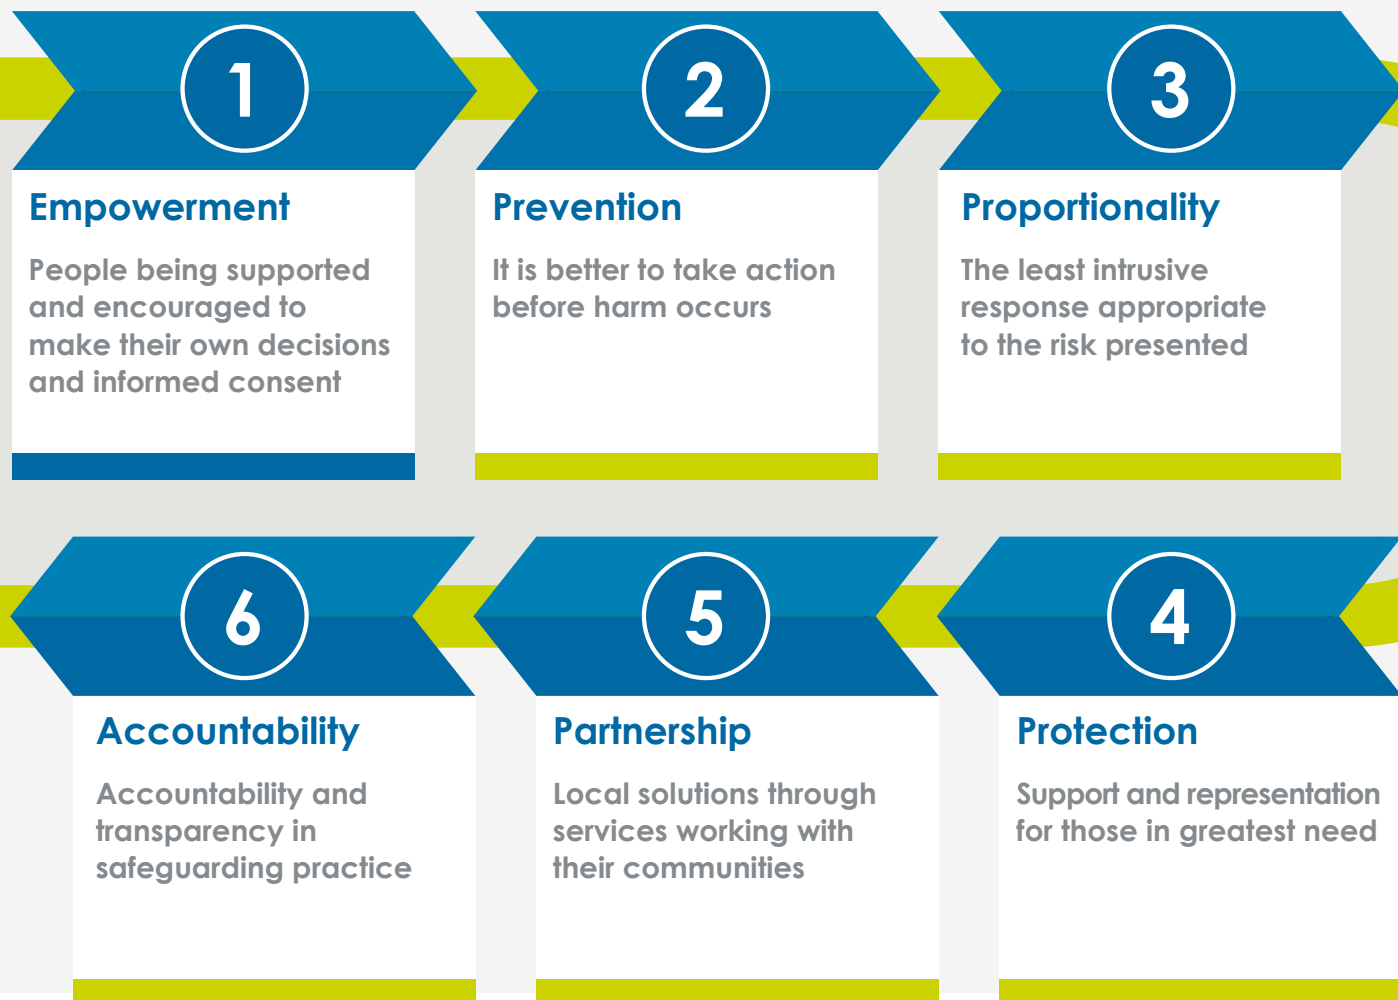 1
Empowerment
People being supported
and encouraged to
make their own decisions
and informed consent
2
Prevention
It is better to take action
before harm occurs
3
Proportionality
The least intrusive
response appropriate
to the risk presented
4
Protection
Support and representation
for those in greatest need
5
Partnership
Local solutions through
services working with
their communities
6
Accountability
Accountability and
transparency in
safeguarding practice